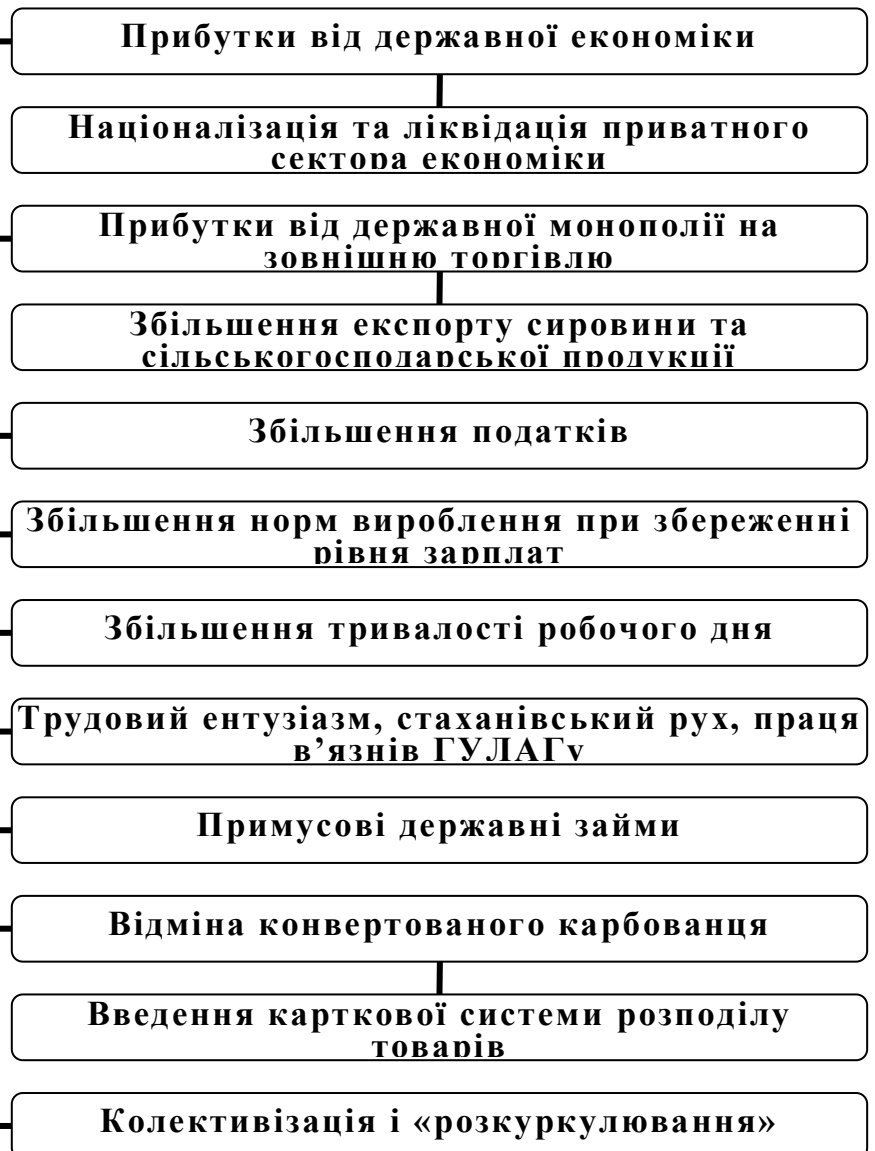 Прибутки від державної економіки
Націоналізація та ліквідація приватного
сектора економіки
Прибутки від державної монополії на
зовнішню торгівлю
Збільшення експорту сировини та
сільськогосподарської продукції
Збільшення податків
Збільшення норм вироблення при збереженні
рівня зарплат
Збільшення тривалості робочого дня
Трудовий ентузіазм, стаханівський рух, праця
в’язнів ГУЛАГу
Примусові державні займи
Відміна конвертованого карбованця
Введення карткової системи розподілу
товарів
Колективізація і «розкуркулювання»